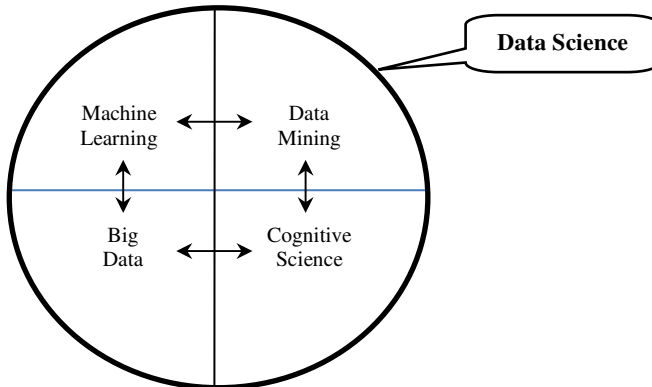 Data Science
Machine
Learning
Data
Mining
Big
Data
Cognitive
Science